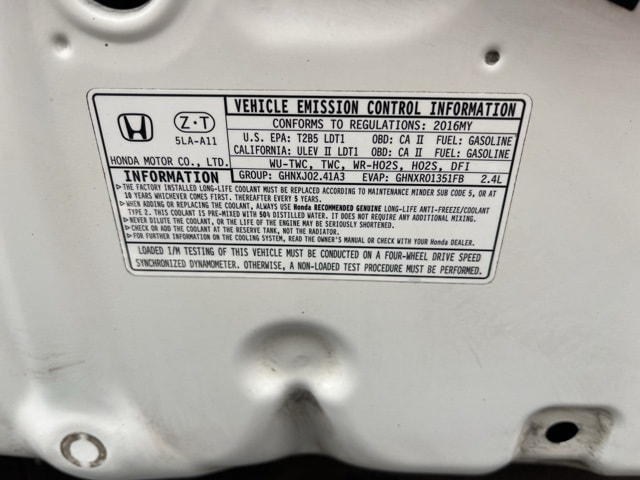 VEHICLE EMISSION CONTROL INFORMATION
Z·T
5LA-A11
HONDA MOTOR CO., LTD.
CONFORMS TO REGULATIONS: 2016MY
U.S. EPA: T2B5 LDT1 OBD: CA II FUEL: GASOLINE
CALIFORNIA: ULEV II LDT1 OBD: CA II FUEL: GASOLINE
WU-TWC, TWC, WR-HO2S, HO2S, DFI
GROUP: GHNXJ02.41A3 EVAP: GHNXR01351FB 2.4L
INFORMATION
▷THE FACTORY INSTALLED LONG-LIFE COOLANT MUST BE REPLACED ACCORDING TO MAINTENANCE MINDER SUB CODE 5, OR AT
10 YEARS WHICHEVER COMES FIRST. THEREAFTER EVERY 5 YEARS.
▷WHEN ADDING OR REPLACING THE COOLANT, ALWAYS USE Honda RECOMMENDED GENUINE LONG-LIFE ANTI-FREEZE/COOLANT
TYPE 2. THIS COOLANT IS PRE-MIXED WITH 50% DISTILLED WATER. IT DOES NOT REQUIRE ANY ADDITIONAL MIXING.
▷NEVER DILUTE THE COOLANT, OR THE LIFE OF THE ENGINE MAY BE SERIOUSLY SHORTENED.
▷CHECK OR ADD THE COOLANT AT THE RESERVE TANK, NOT THE RADIATOR.
▷FOR FURTHER INFORMATION ON THE COOLING SYSTEM, READ THE OWNER'S MANUAL OR CHECK WITH YOUR Honda DEALER.
LOADED I/M TESTING OF THIS VEHICLE MUST BE CONDUCTED ON A FOUR-WHEEL DRIVE SPEED
SYNCHRONIZED DYNAMOMETER. OTHERWISE, A NON-LOADED TEST PROCEDURE MUST BE PERFORMED.